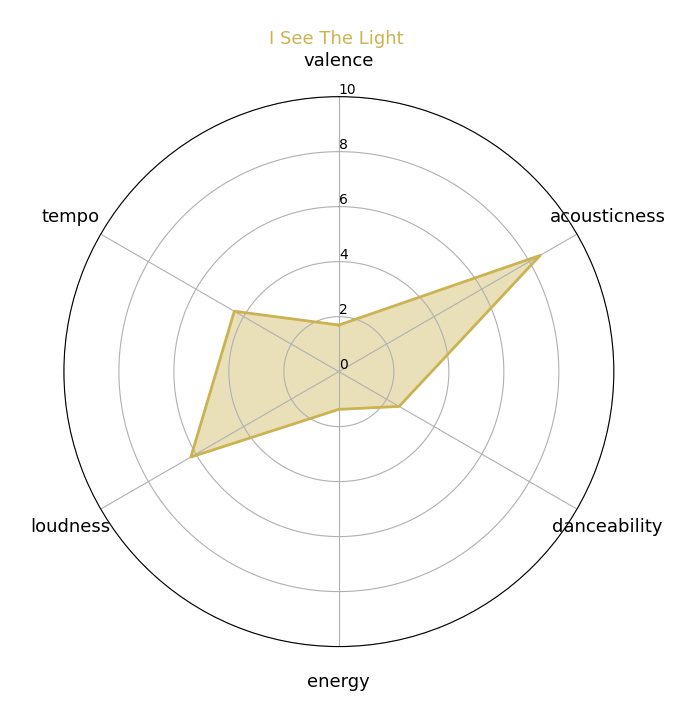 I See The Light
valence
10
8
tempo
acousticness
6
4
2
0
loudness
danceability
energy